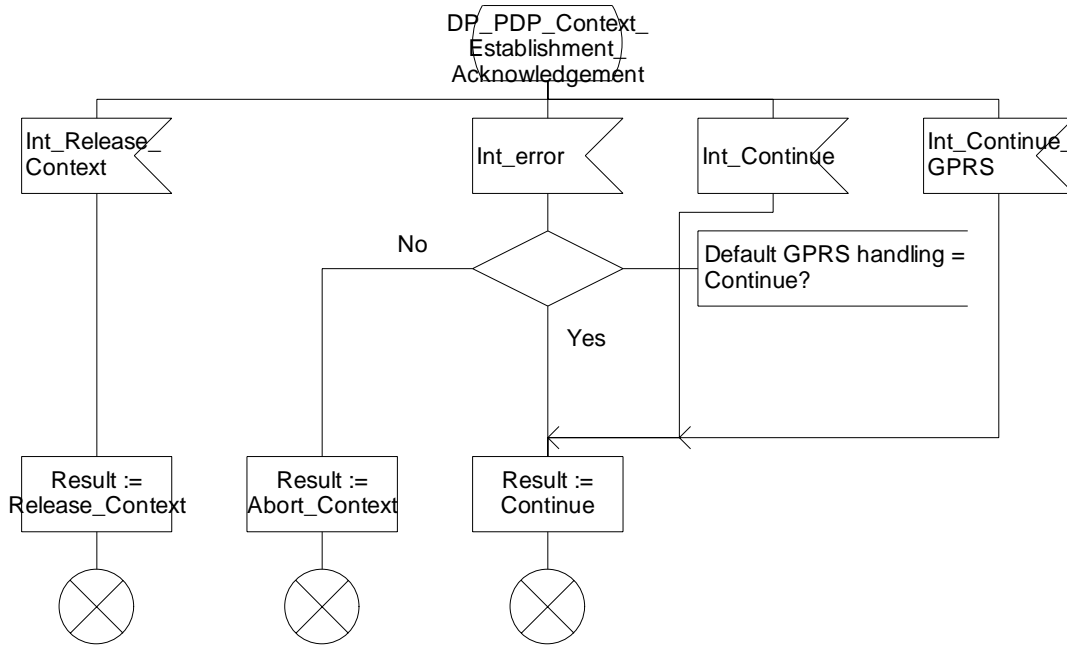 DP_PDP_Context_
Establishment_
Acknowledgement
Int_Release_
Context
Int_error
Int_Continue
Int_Continue_
GPRS
No
Default GPRS handling =
Continue?
Yes
Result :=
Release_Context
Result :=
Abort_Context
Result :=
Continue